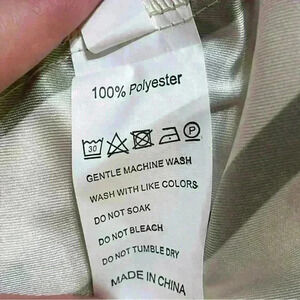 100% Polyester
30 P
GENTLE MACHINE WASH
WASH WITH LIKE COLORS
DO NOT SOAK
DO NOT BLEACH
DO NOT TUMBLE DRY
MADE IN CHINA